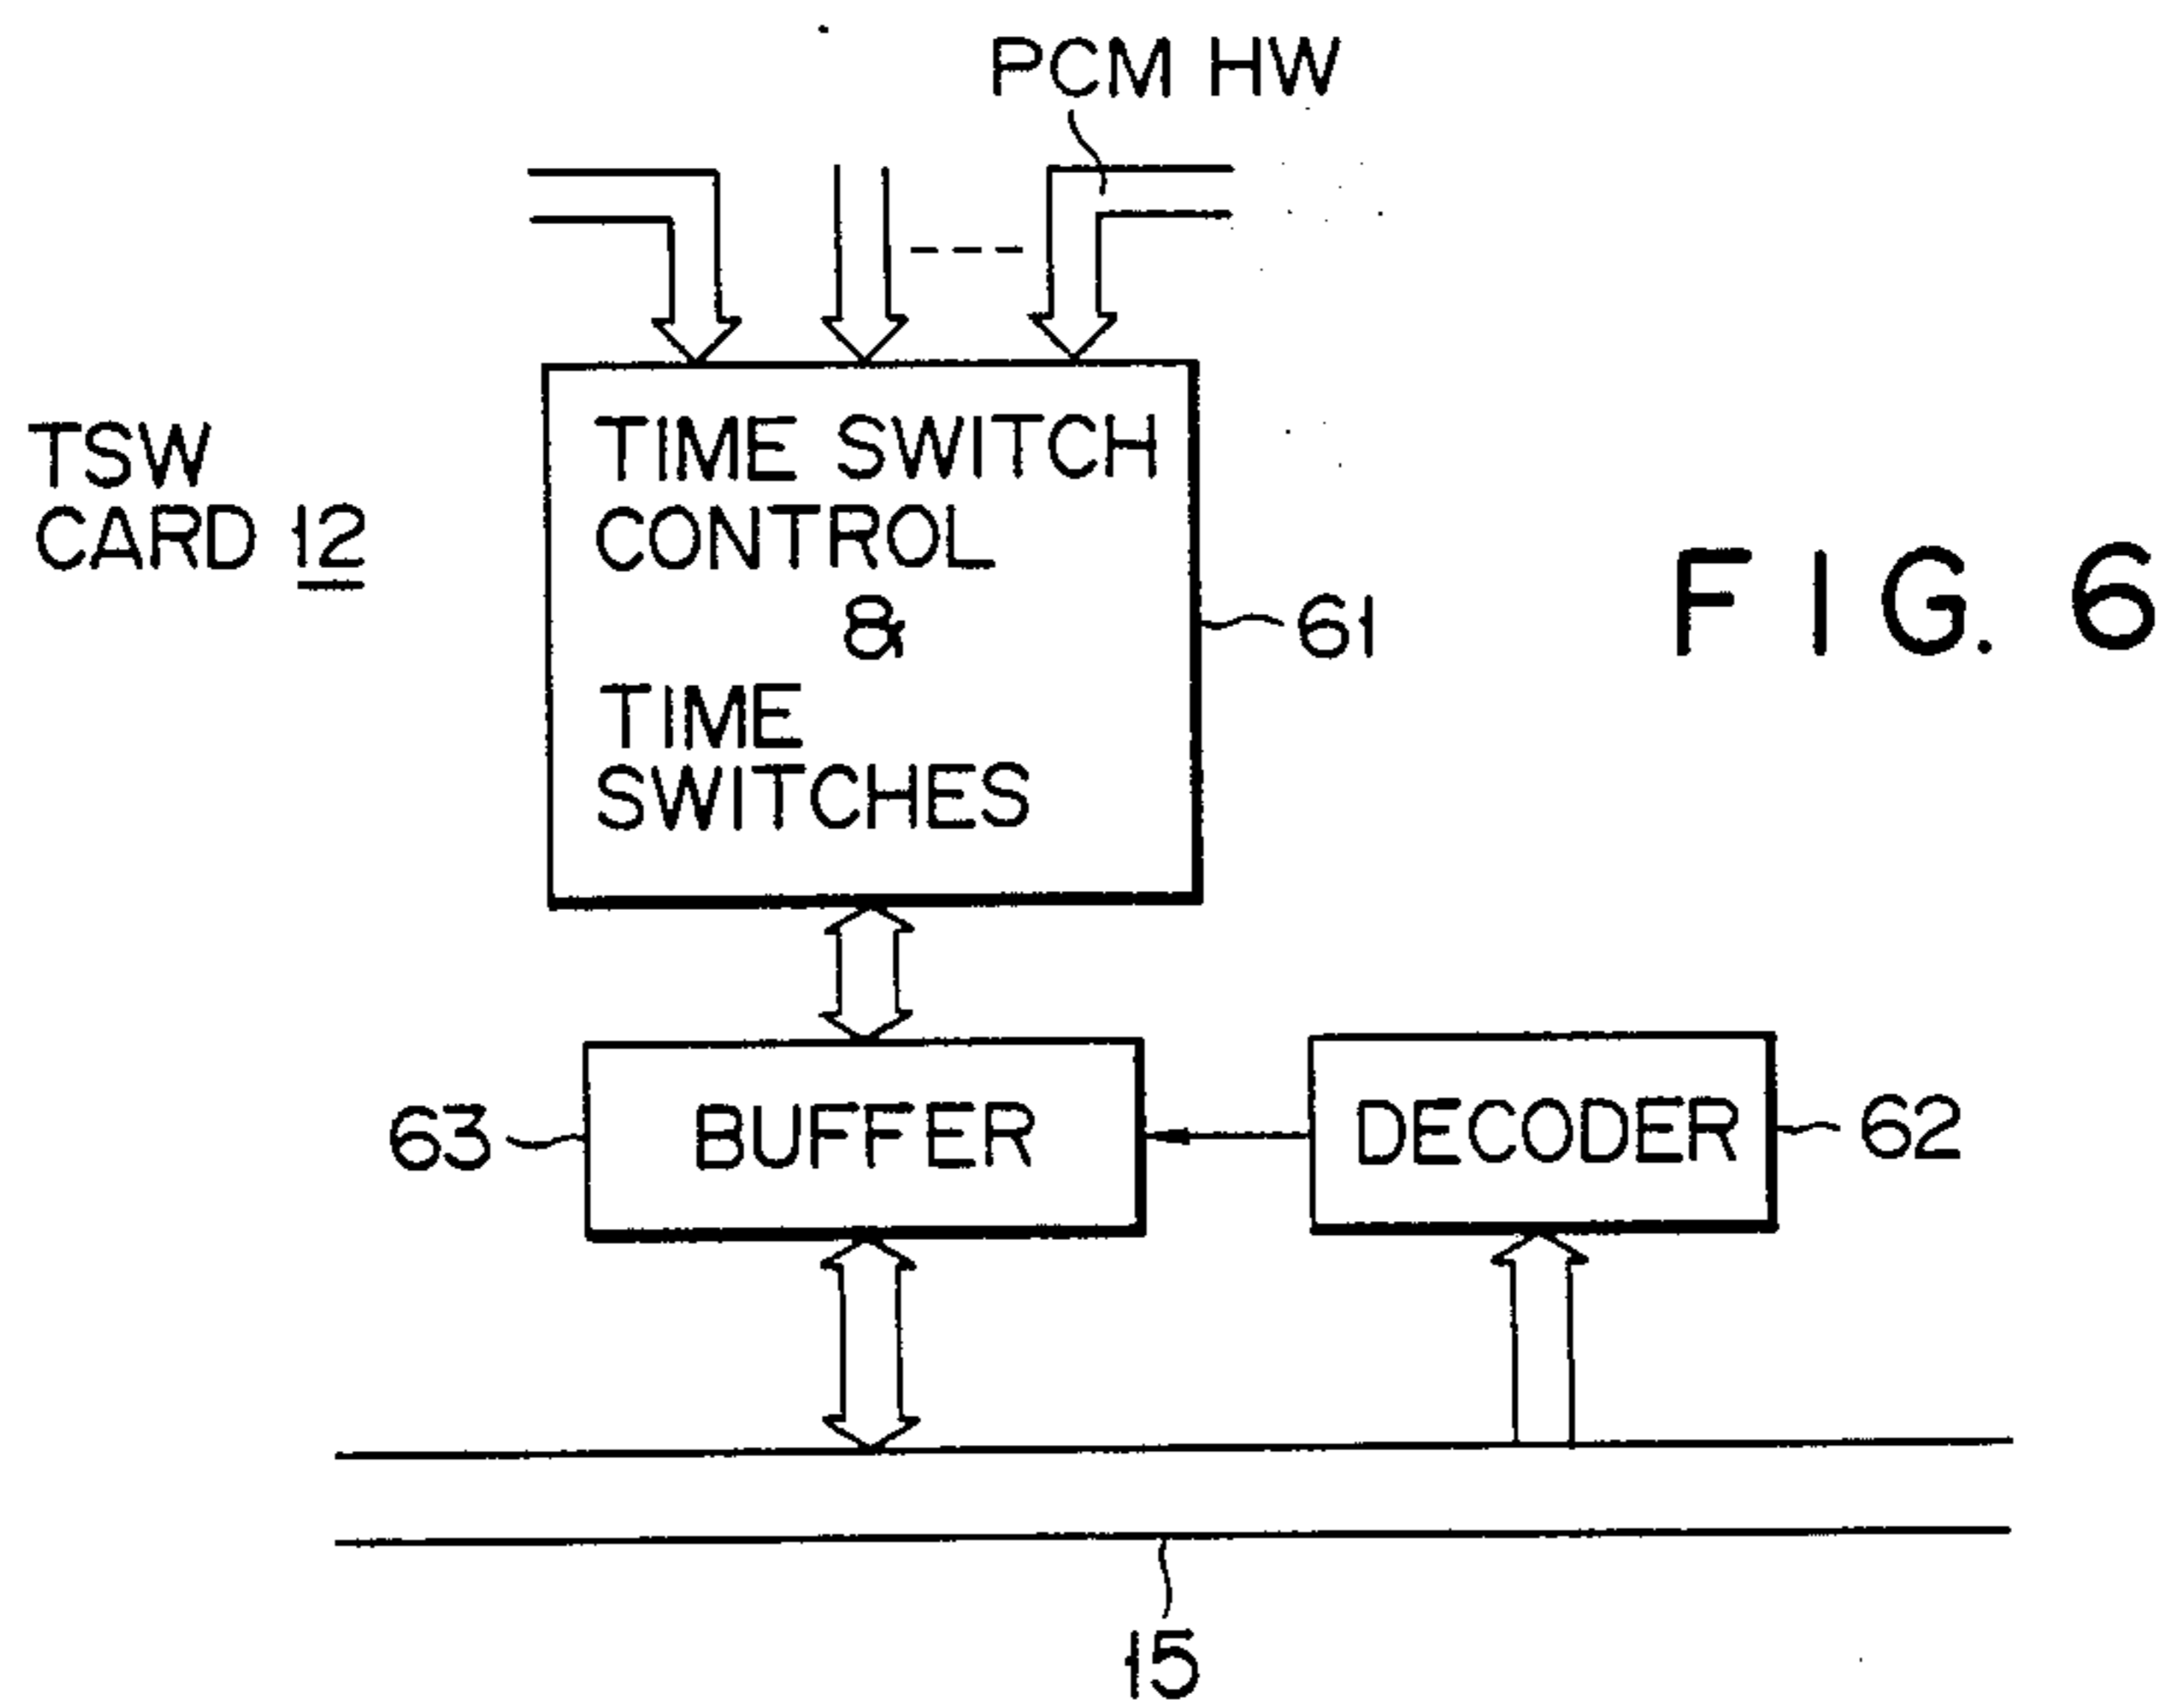 PCM HW
TSW
CARD 12
TIME SWITCH
CONTROL
&
TIME
SWITCHES
61
FIG. 6
63
BUFFER
DECODER
62
15